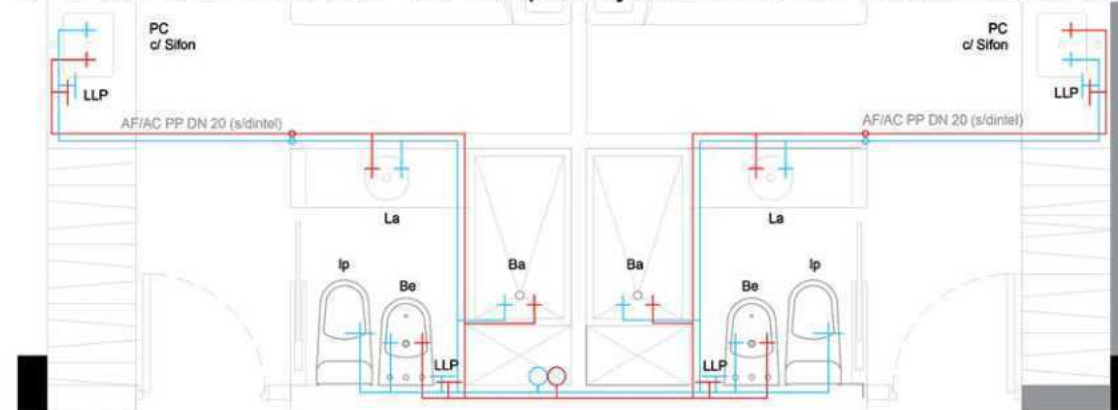 PC
c/ Sifon
LLP
AF/AC PP DN 20 (s/dintel)
La
Ip
Be
Ba
LLP
PC
c/ Sifon
LLP
AF/AC PP DN 20 (s/dintel)
La
Ba
Be
Ip
LLP